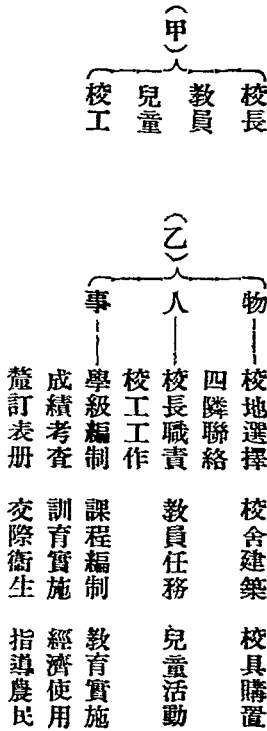 （甲）
校長
教員
兒童
校工
（乙）
物——校地選擇　校舍建築　校具購置
四隣聯絡
人——校長職責　教員任務　兒童活動
校工工作
事——學級編制　課程編制　教育實施
成績考查　訓育實施　經濟使用
釐訂表册　交際衛生　指導農民